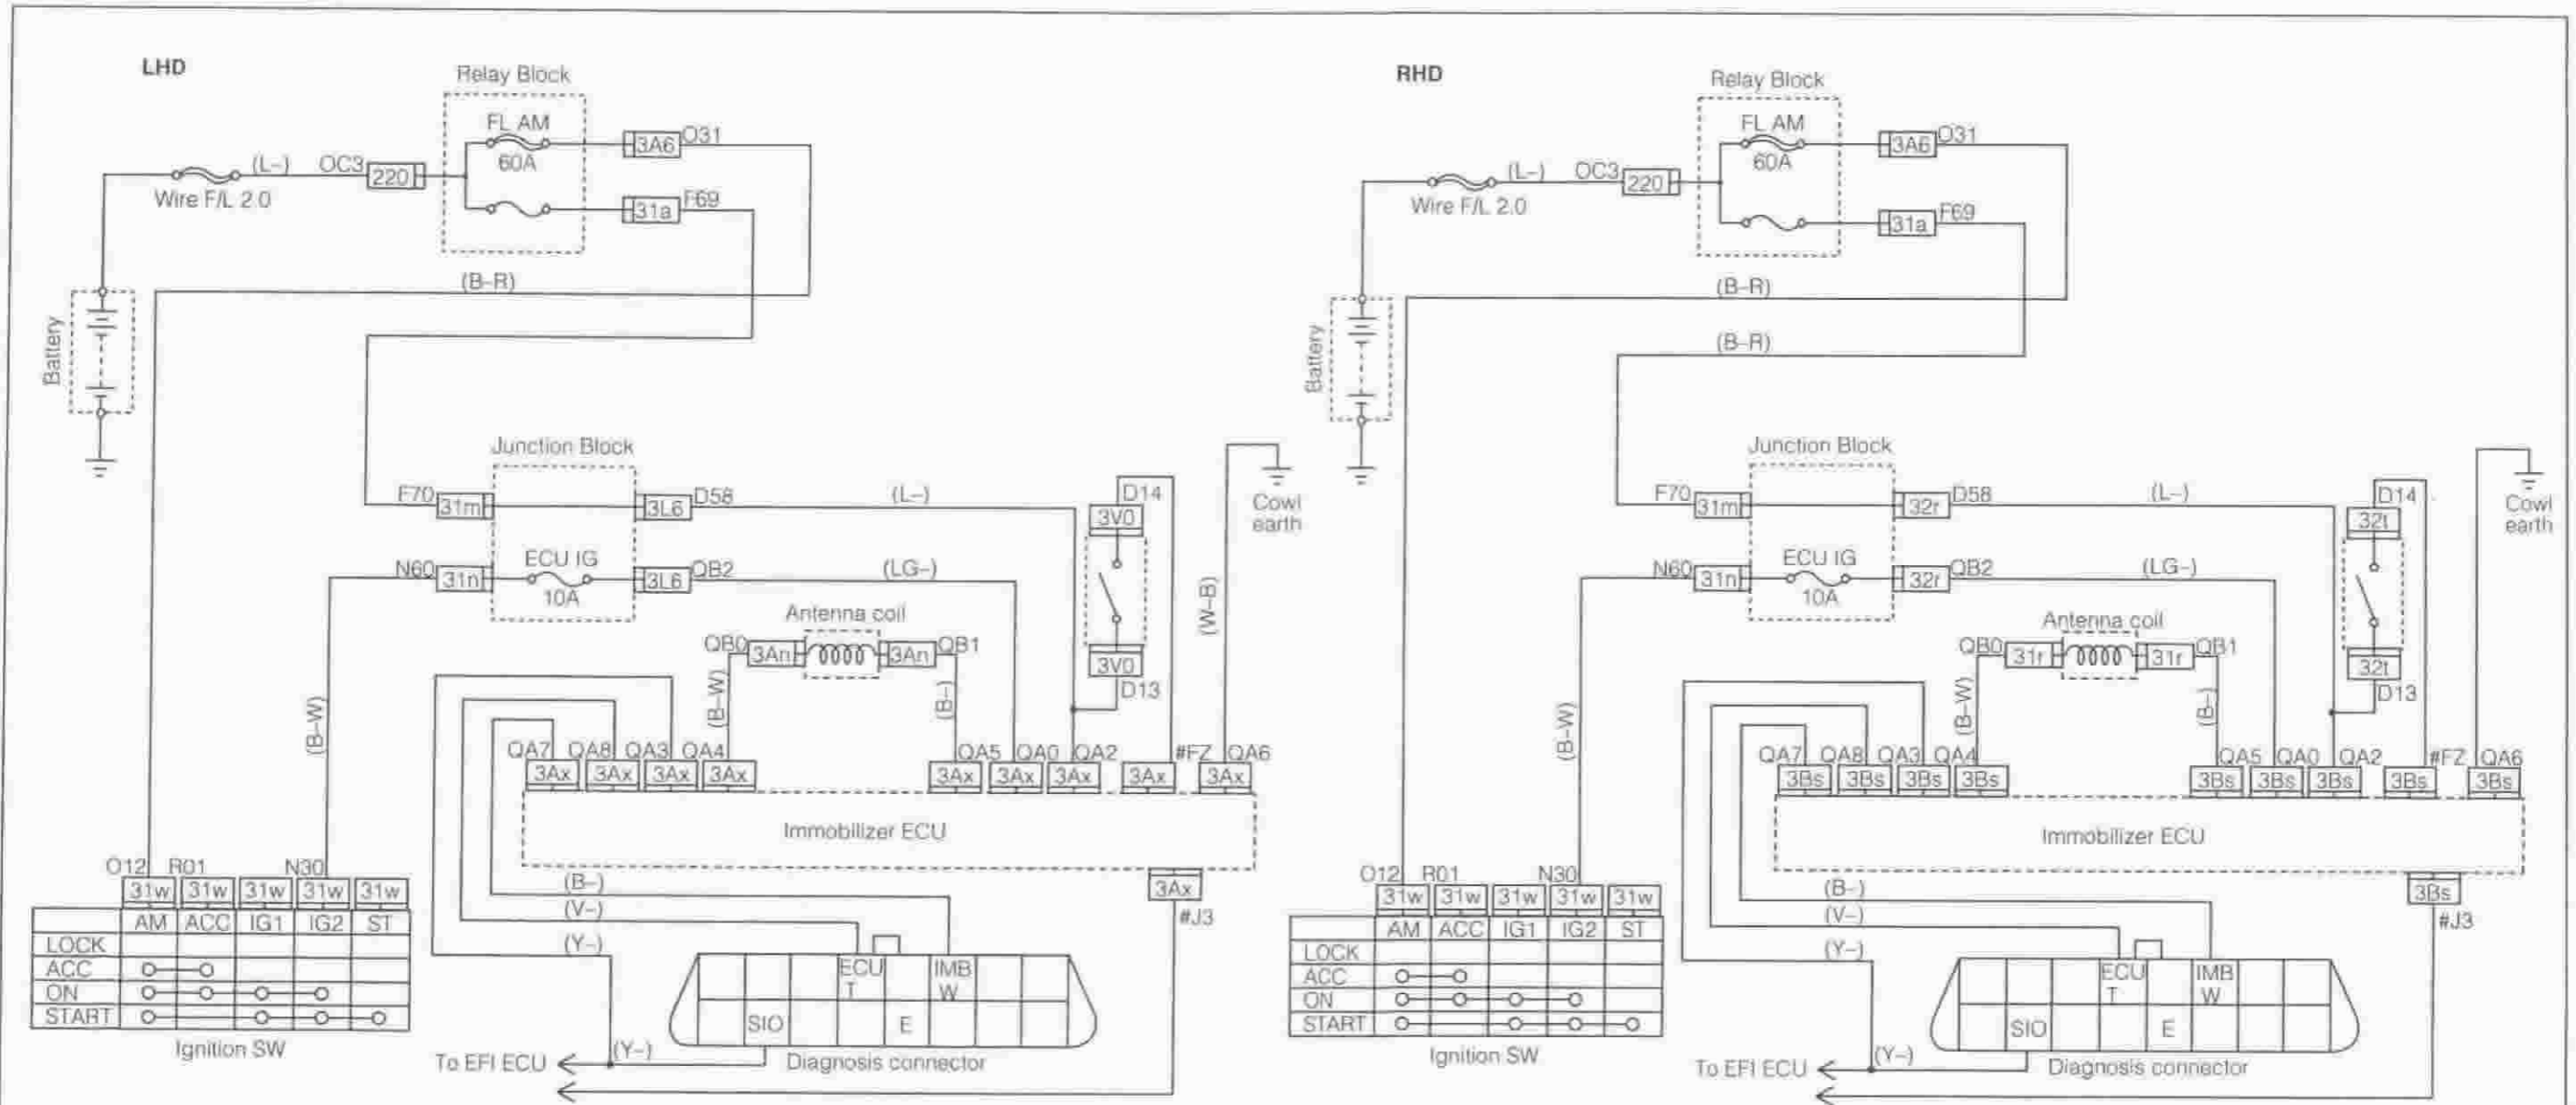 LHD
Relay Block
FL AM
60A
3A6 O31
(L-) OC3 220
Wire F/L 2.0
31a F69
(B-R)
Battery
Junction Block
F70 31m 3L6 D58 (L-)
ECU IG
N60 31n 3L6 QB2 (LG-)
10A
D14
3V0
3V0
D13
Cowl
earth
(W-B)
Antenna coil
QB0 3An 3An QB1
(B-W)
(B-W)
(B-)
QA7 QA8 QA3 QA4 QA5 QA0 QA2 #FZ QA6
3Ax 3Ax 3Ax 3Ax 3Ax 3Ax 3Ax 3Ax 3Ax
Immobilizer ECU
3Ax
#J3
O12 R01 N30
31w 31w 31w 31w 31w
AM ACC IG1 IG2 ST
LOCK
ACC
ON
START
Ignition SW
(B-)
(V-)
(Y-)
ECU IMB
T W
SIO E
To EFI ECU (Y-)
Diagnosis connector
RHD
Relay Block
FL AM
60A
3A6 O31
(L-) OC3 220
Wire F/L 2.0
31a F69
(B-R)
(B-R)
Battery
Junction Block
F70 31m 32r D58 (L-)
ECU IG
N60 31n 32r QB2 (LG-)
10A
D14
32t
32t
D13
Cowl
earth
Antenna coil
QB0 31r 31r QB1
(B-W)
(B-W)
(B-)
QA7 QA8 QA3 QA4 QA5 QA0 QA2 #FZ QA6
3Bs 3Bs 3Bs 3Bs 3Bs 3Bs 3Bs 3Bs 3Bs
Immobilizer ECU
3Bs
#J3
O12 R01 N30
31w 31w 31w 31w 31w
AM ACC IG1 IG2 ST
LOCK
ACC
ON
START
Ignition SW
(B-)
(V-)
(Y-)
ECU IMB
T W
SIO E
To EFI ECU (Y-)
Diagnosis connector